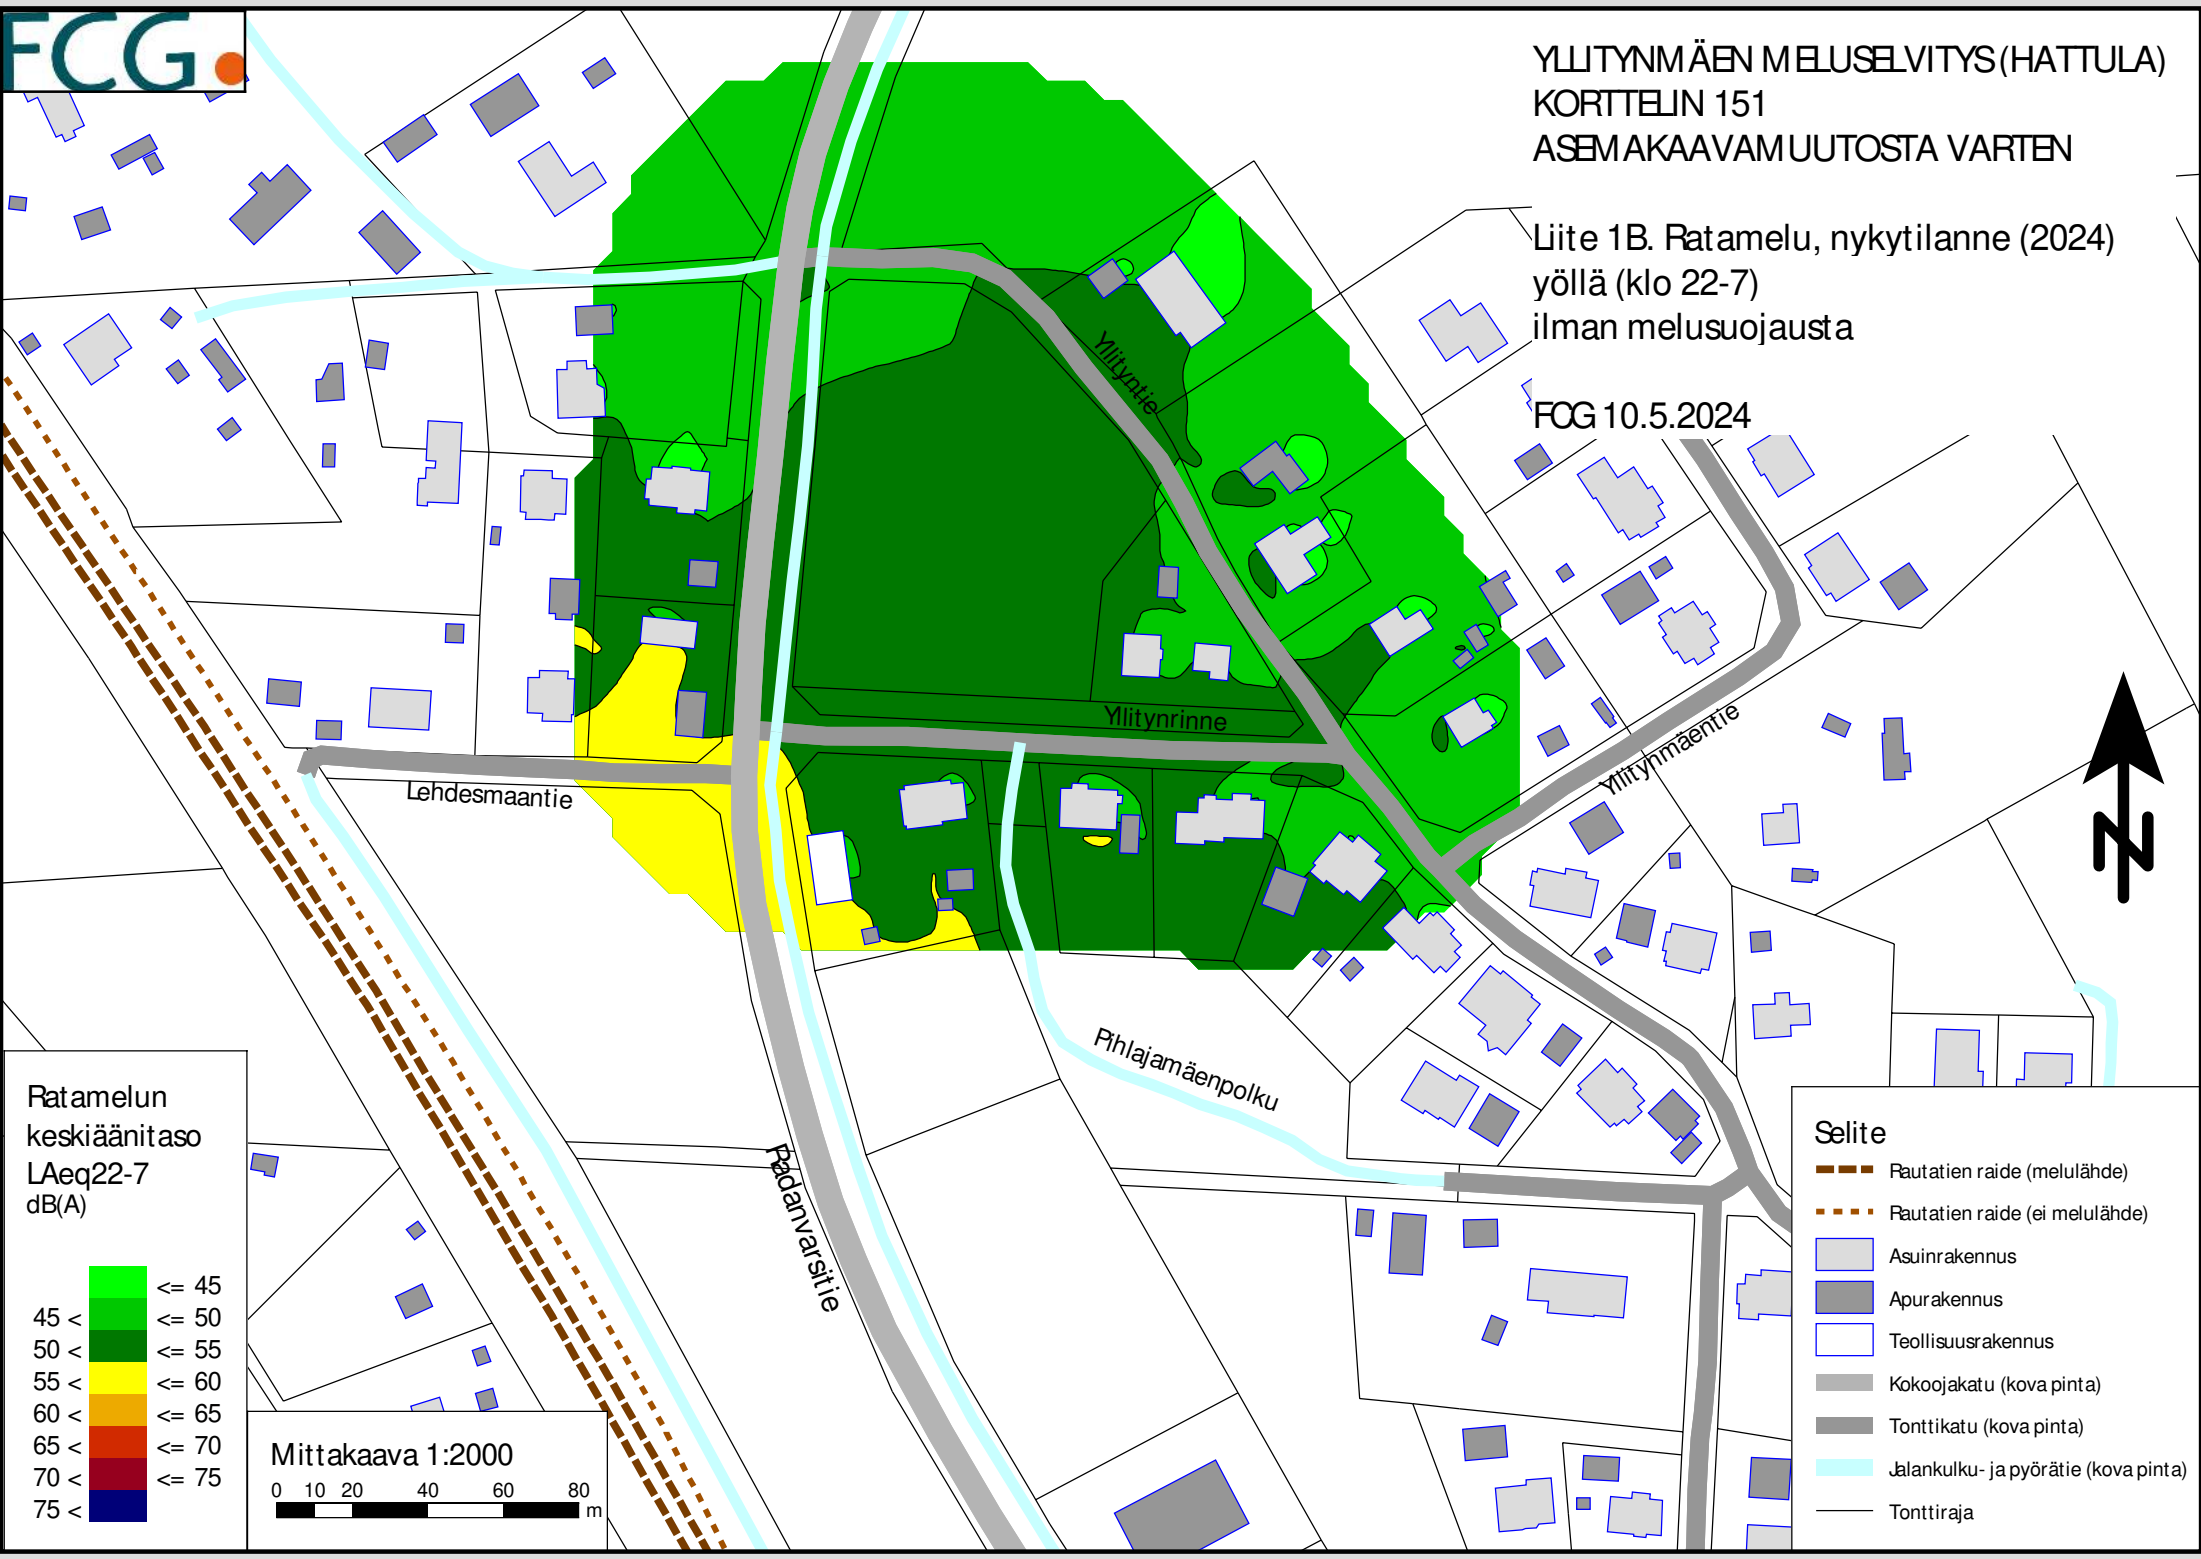 FCG.
YLLITYNMÄEN MELUSELVITYS (HATTULA)
KORTTELIN 151
ASEMAKAAVAMUUTOSTA VARTEN
Liite 1B. Ratamelu, nykytilanne (2024)
yöllä (klo 22-7)
ilman melusuojausta
FCG 10.5.2024
Ylityntie
Ylitynrinne
Ylitynmäentie
Lehdesmaantie
Pihlajamäenpolku
Radanvarsitie
N
Ratamelun
keskiäänitaso
LAeq22-7
dB(A)
<= 45
45 < <= 50
50 < <= 55
55 < <= 60
60 < <= 65
65 < <= 70
70 < <= 75
75 <
Mittakaava 1:2000
0 10 20 40 60 80
m
Selite
Rautatien raide (melulähde)
Rautatien raide (ei melulähde)
Asuinrakennus
Apurakennus
Teollisuusrakennus
Kokoojakatu (kova pinta)
Tonttikatu (kova pinta)
Jalankulku- ja pyörätie (kova pinta)
Tonttiraja